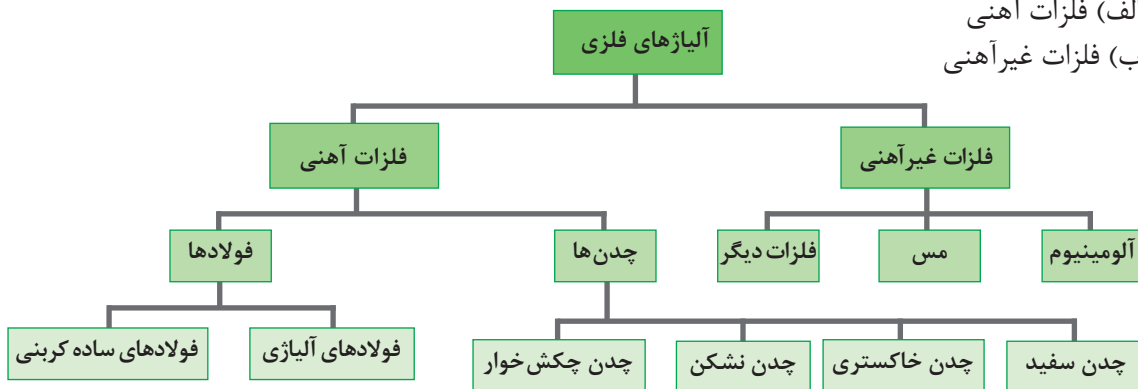 الف) فلزات آهنی
ب) فلزات غیرآهنی
آلیاژهای فلزی
فلزات غیرآهنی
فلزات آهنی
آلومینیوم
مس
فلزات دیگر
چدن‌ها
فولادها
چدن سفید
چدن خاکستری
چدن نشکن
چدن چکش‌خوار
فولادهای آلیاژی
فولادهای ساده کربنی